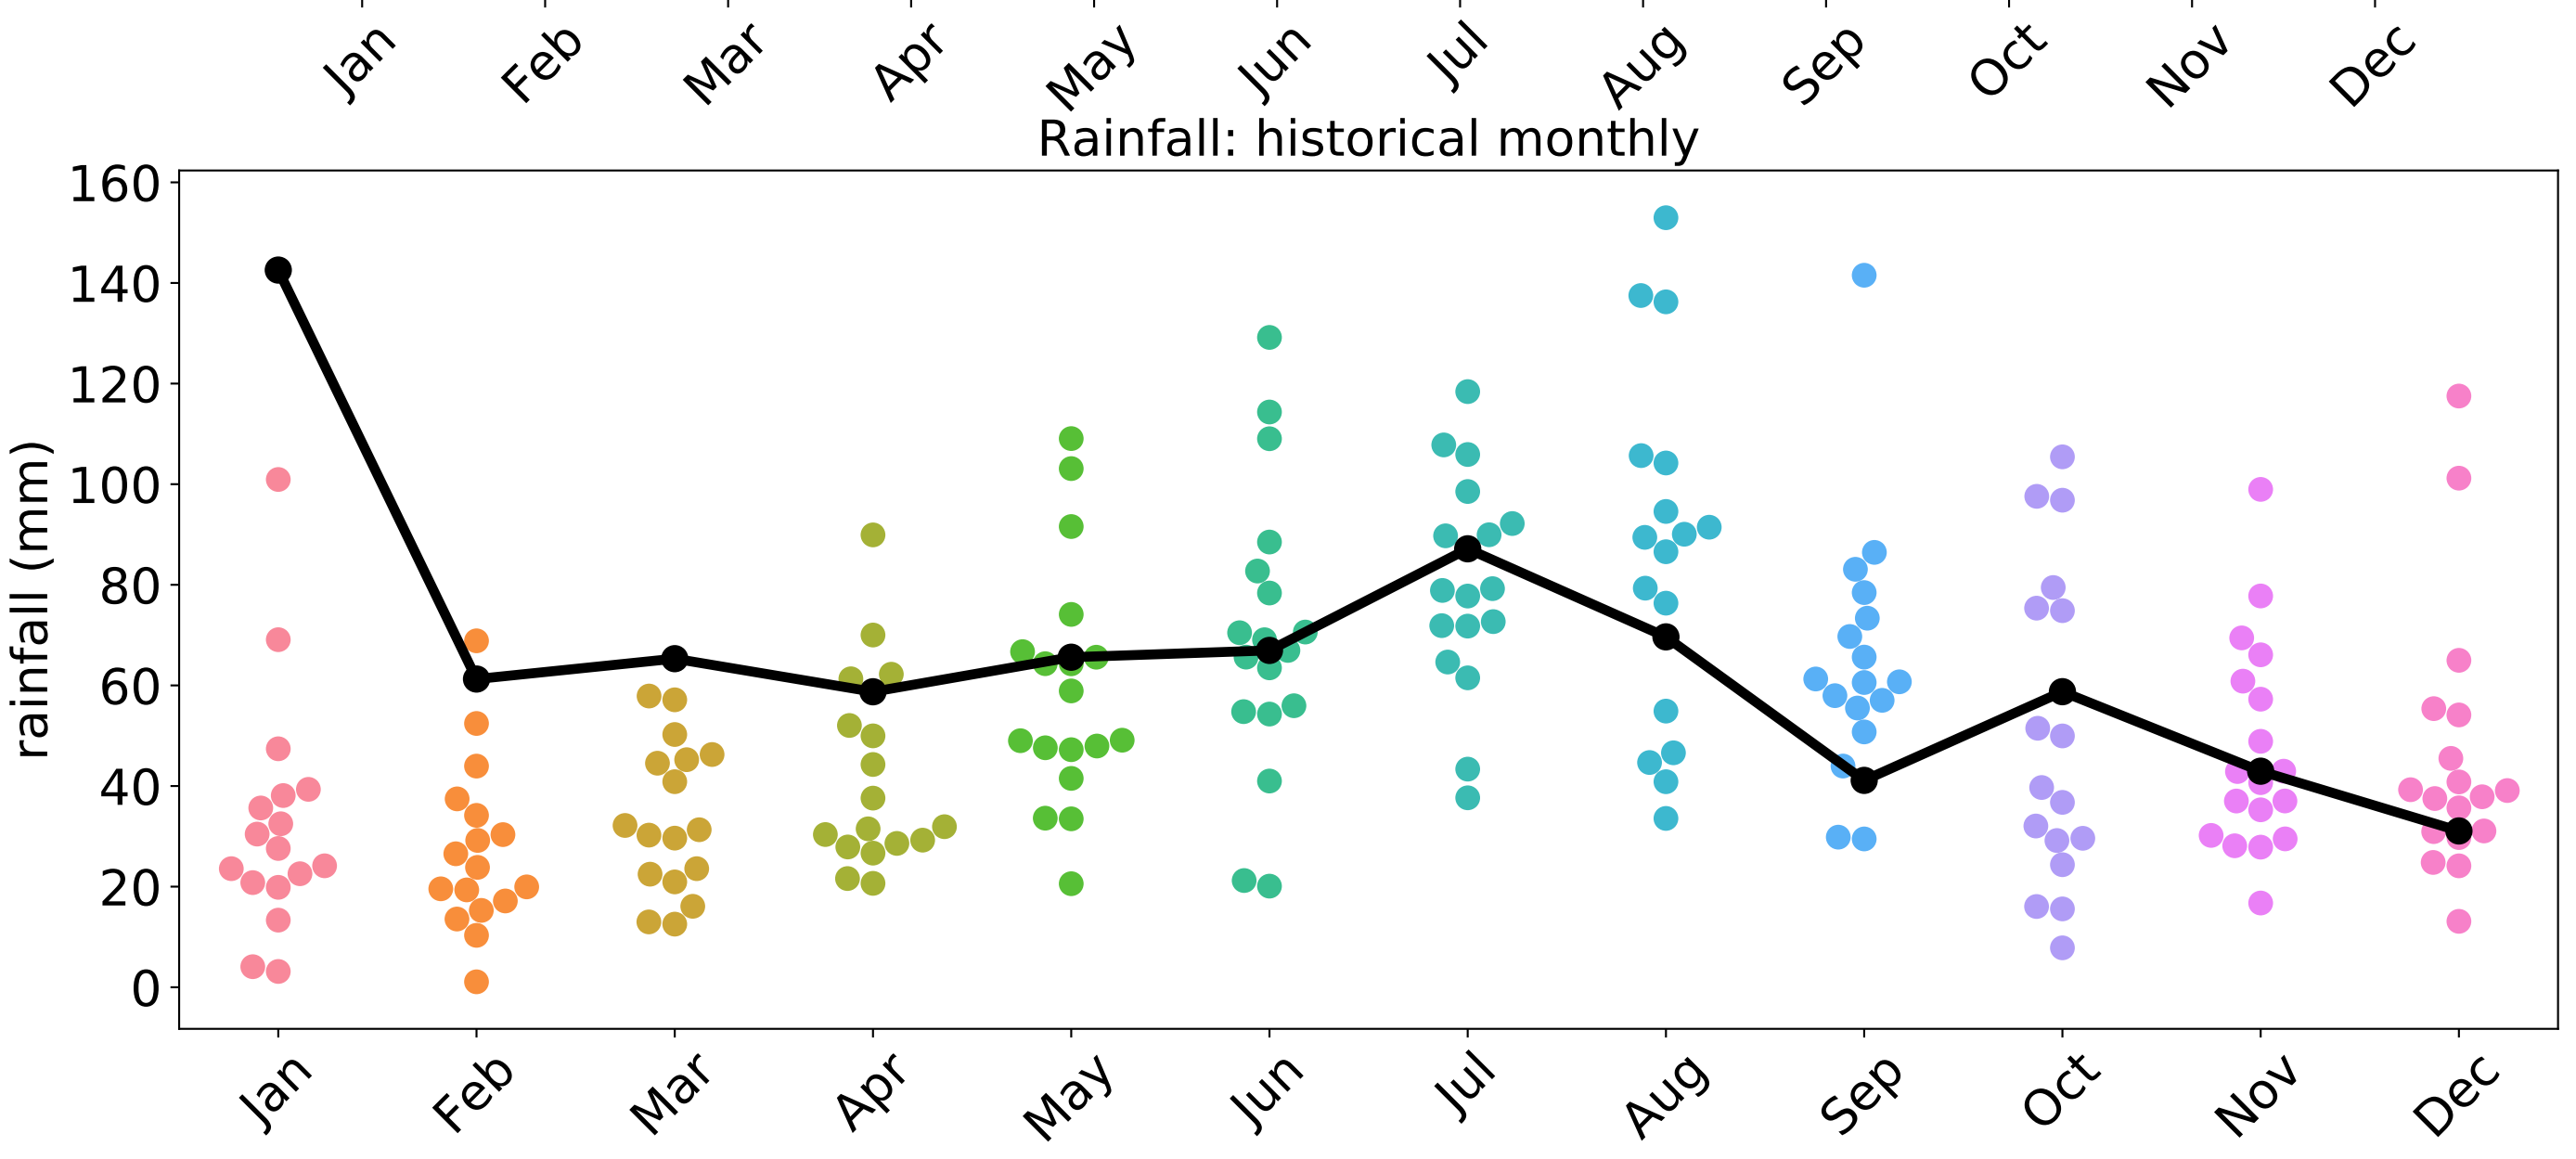 Jan Feb Mar Apr May Jun Jul Aug Sep Oct Nov Dec
Rainfall: historical monthly
160
140
120
100
80
60
40
20
0
rainfall (mm)
Jan Feb Mar Apr May Jun Jul Aug Sep Oct Nov Dec